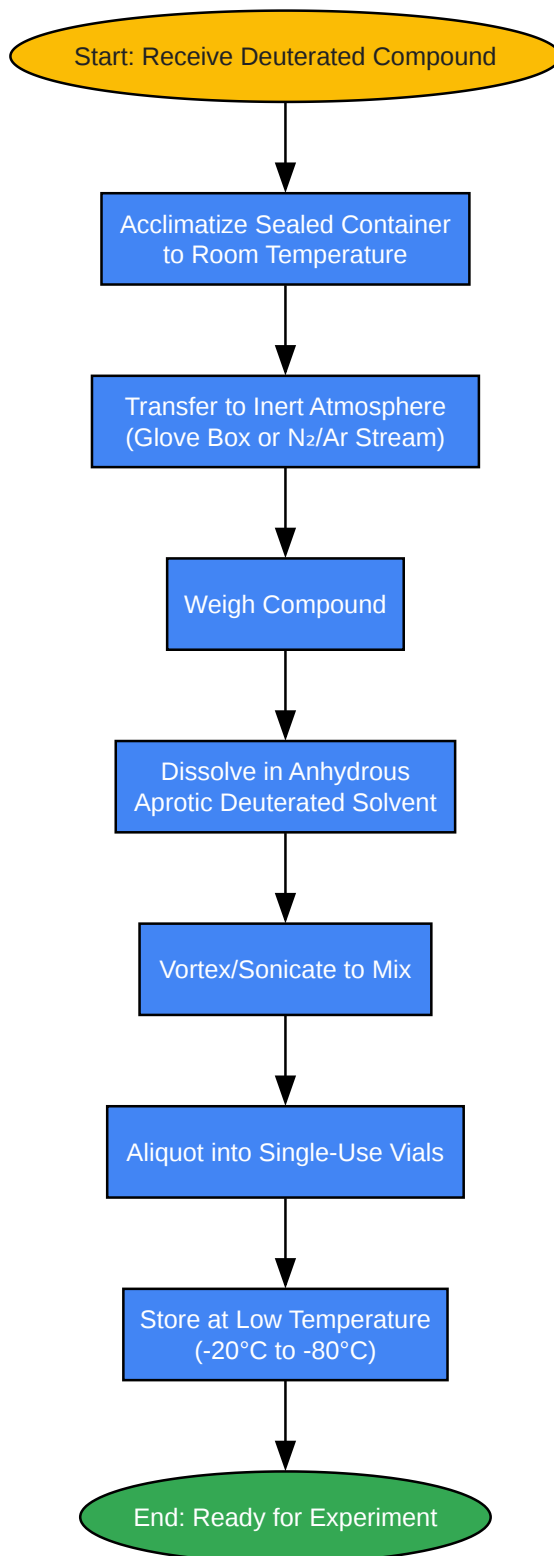 Start: Receive Deuterated Compound
Acclimatize Sealed Container
to Room Temperature
Transfer to Inert Atmosphere
(Glove Box or N₂/Ar Stream)
Weigh Compound
Dissolve in Anhydrous
Aprotic Deuterated Solvent
Vortex/Sonicate to Mix
Aliquot into Single-Use Vials
Store at Low Temperature
(-20°C to -80°C)
End: Ready for Experiment